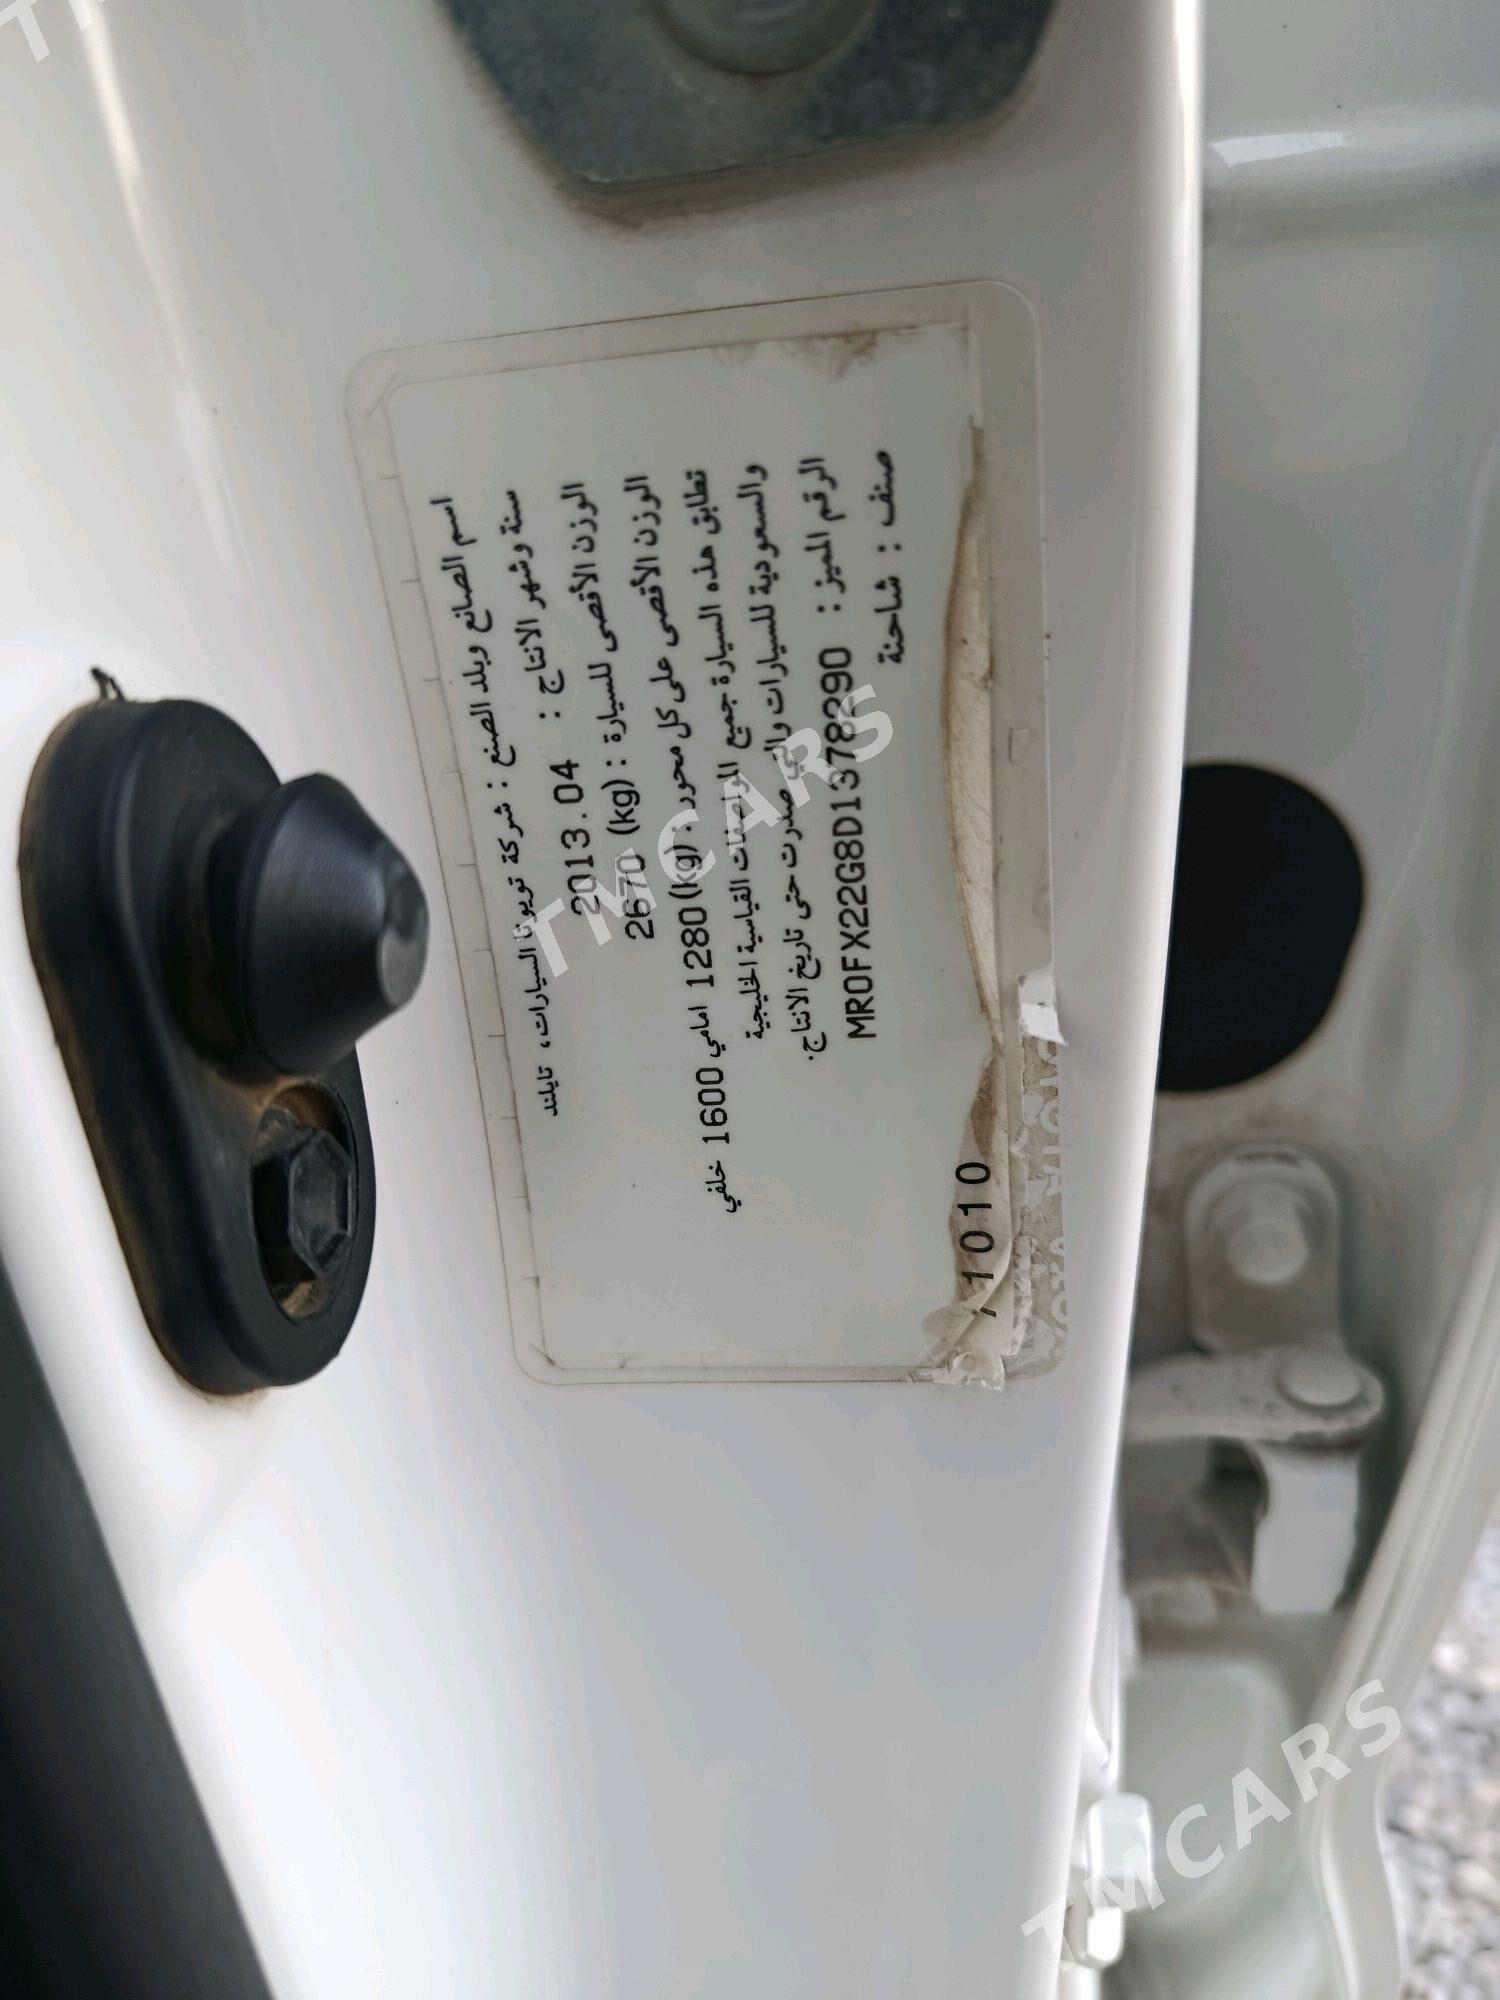 اسم الصانع وبلد الصنع : شركة تويوتا السيارات، تايلند
سنة وشهر الانتاج : 2013.04
الوزن الأقصى للسيارة : (kg) 2670
الوزن الأقصى على كل محور: (kg) 1280 امامي 1600 خلفي
تطابق هذه السيارة جميع المواصفات القياسية الخليجية
والسعودية للسيارات والتي صدرت حتى تاريخ الانتاج.
الرقم المميز : MR0FX22G8D1378290
صنف : شاحنة
1010
TMCARS
TMCARS